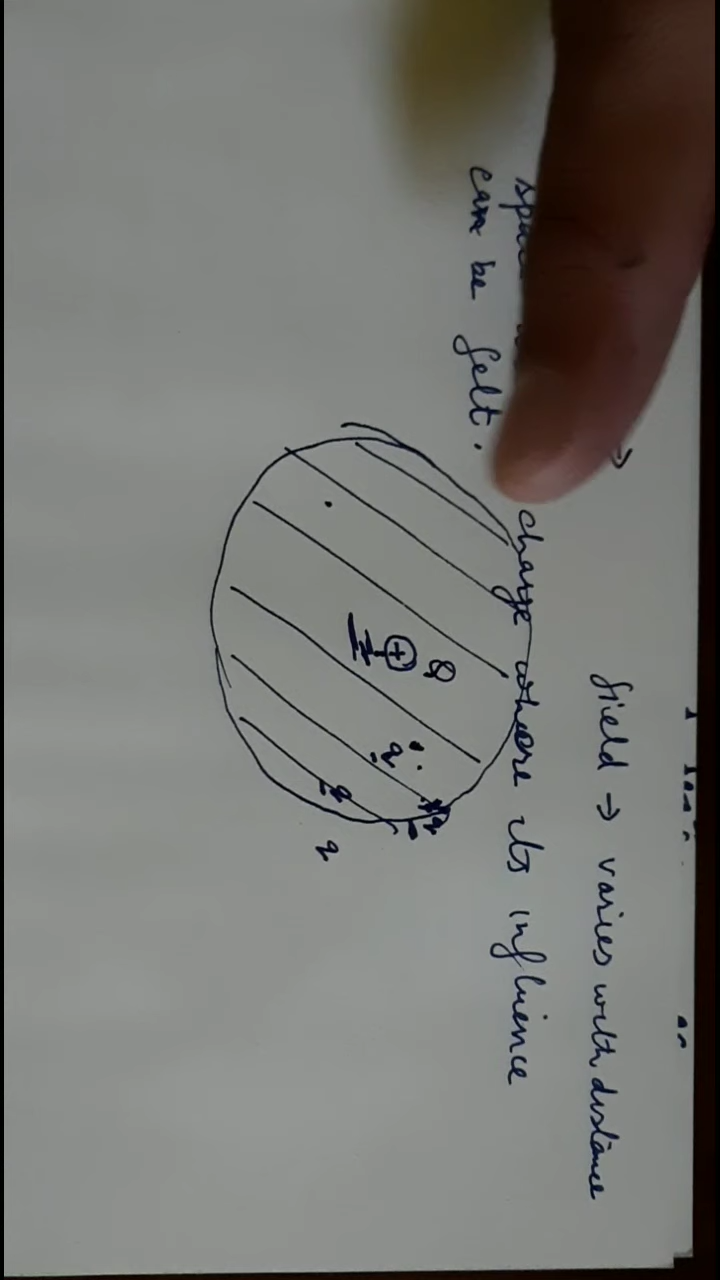 field → varies with distance
→
charge where its influence
can be felt.
Q
+
q
q
q
q